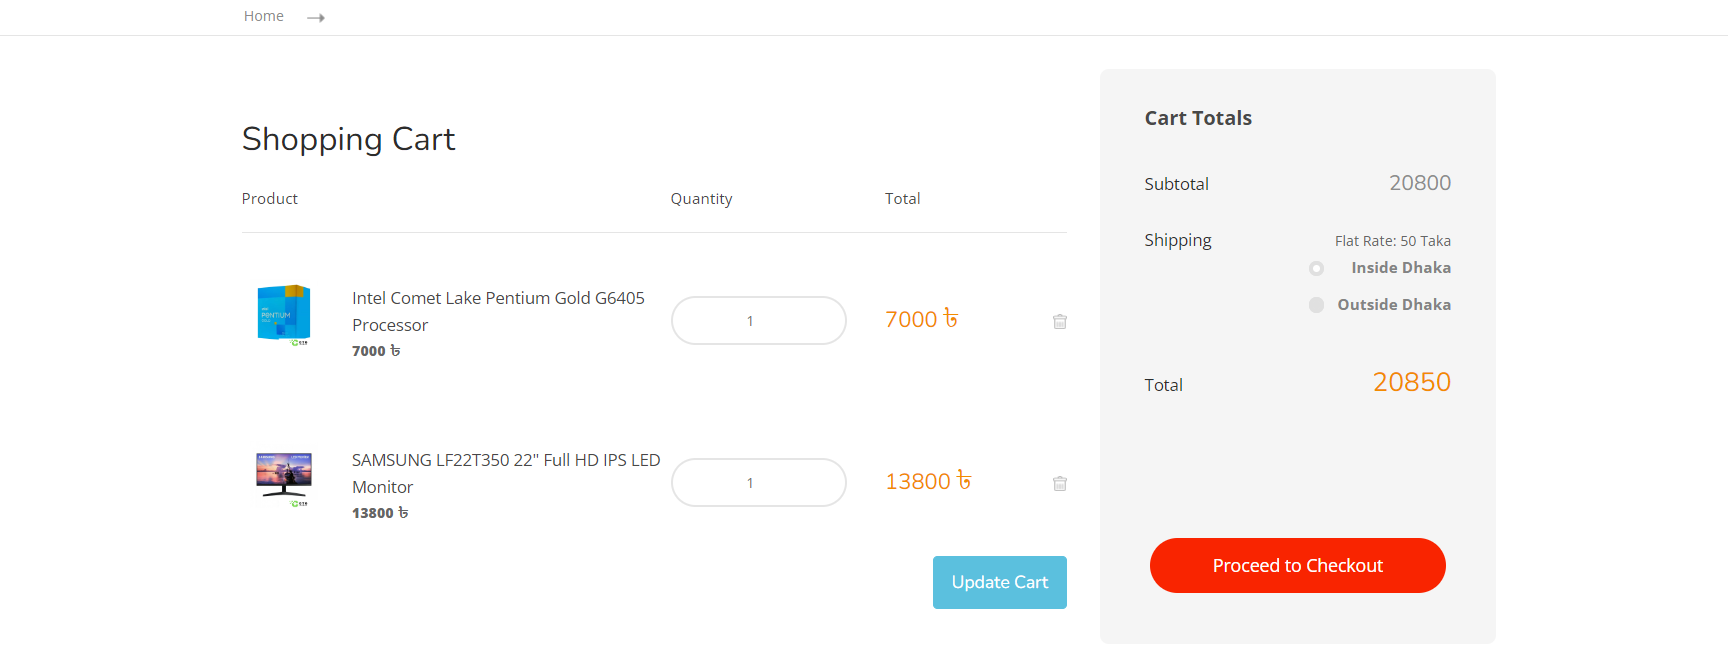 Home
Shopping Cart
Product Quantity Total
PENTIUM
Intel Comet Lake Pentium Gold G6405
Processor
7000 ৳
1
7000 ৳
SAMSUNG LF22T350 22" Full HD IPS LED
Monitor
13800 ৳
1
13800 ৳
Update Cart
Cart Totals
Subtotal 20800
Shipping Flat Rate: 50 Taka
Inside Dhaka
Outside Dhaka
Total 20850
Proceed to Checkout